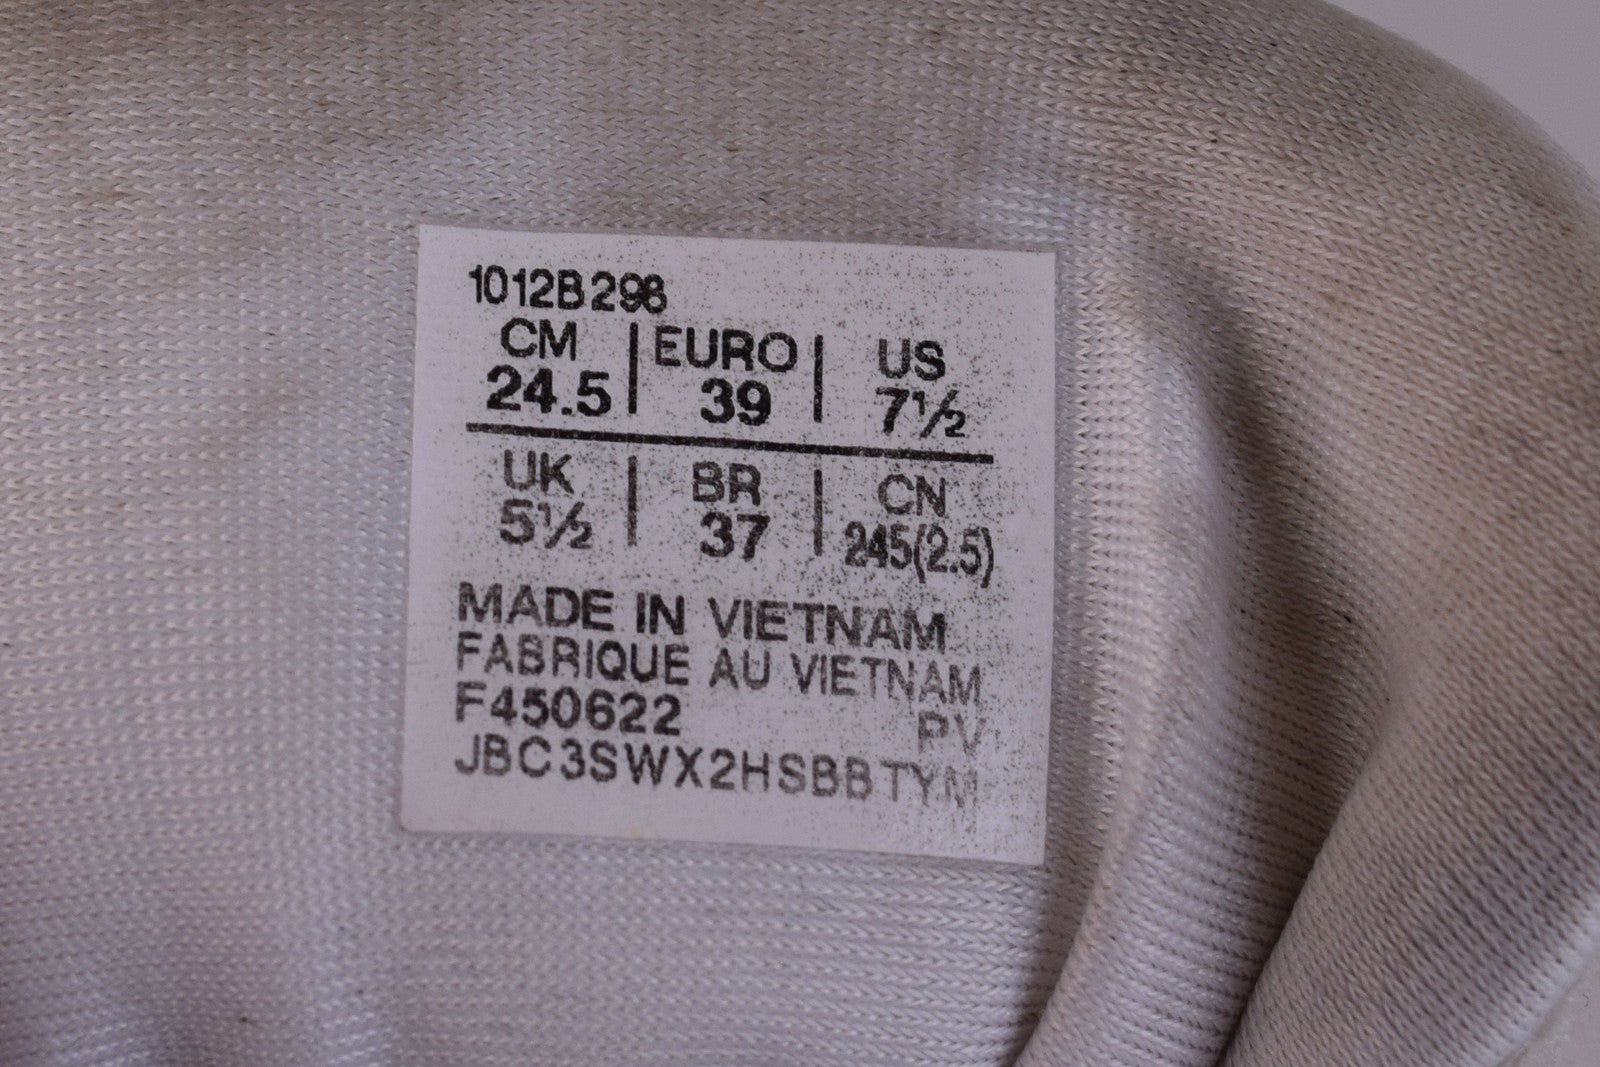 1012B298
CM | EURO | US
24.5 | 39 | 7½
UK | BR | CN
5½ | 37 | 245(2.5)
MADE IN VIETNAM
FABRIQUE AU VIETNAM
F450622 PV
JBC3SWX2HSBBTYM